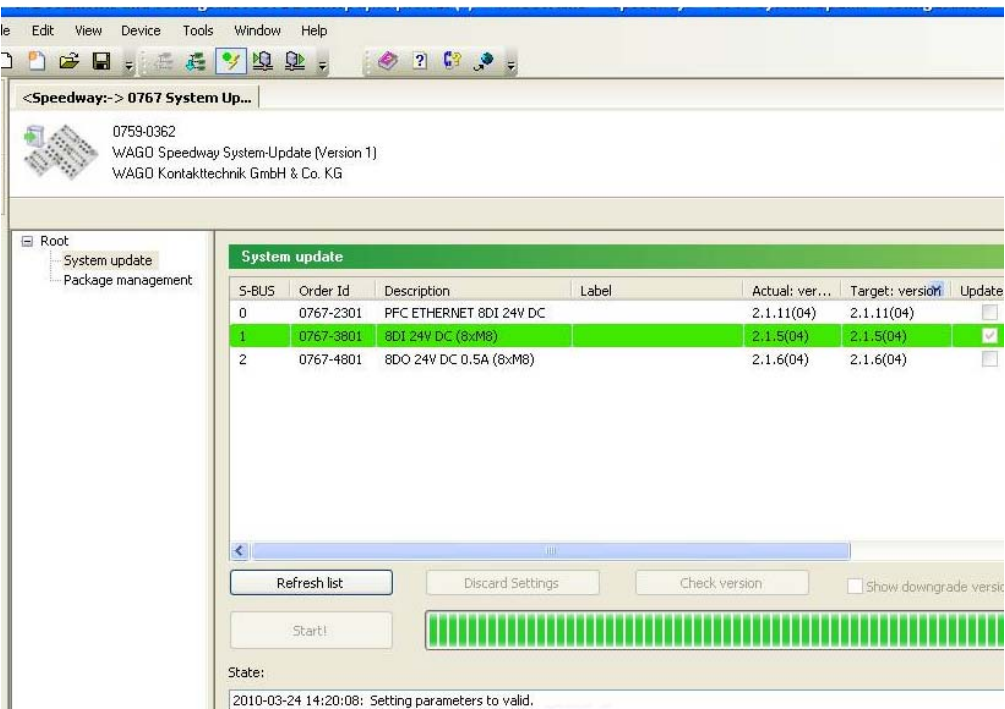 Edit View Device Tools Window Help
<Speedway:-> 0767 System Up...
0759-0362
WAGO Speedway System-Update (Version 1)
WAGO Kontakttechnik GmbH & Co. KG
Root
System update
Package management
System update
S-BUS Order Id Description Label Actual: ver... Target: version Update
0 0767-2301 PFC ETHERNET 8DI 24V DC 2.1.11(04) 2.1.11(04)
1 0767-3801 8DI 24V DC (8xM8) 2.1.5(04) 2.1.5(04)
2 0767-4801 8DO 24V DC 0.5A (8xM8) 2.1.6(04) 2.1.6(04)
Refresh list Discard Settings Check version Show downgrade versio
Start!
State:
2010-03-24 14:20:08: Setting parameters to valid.